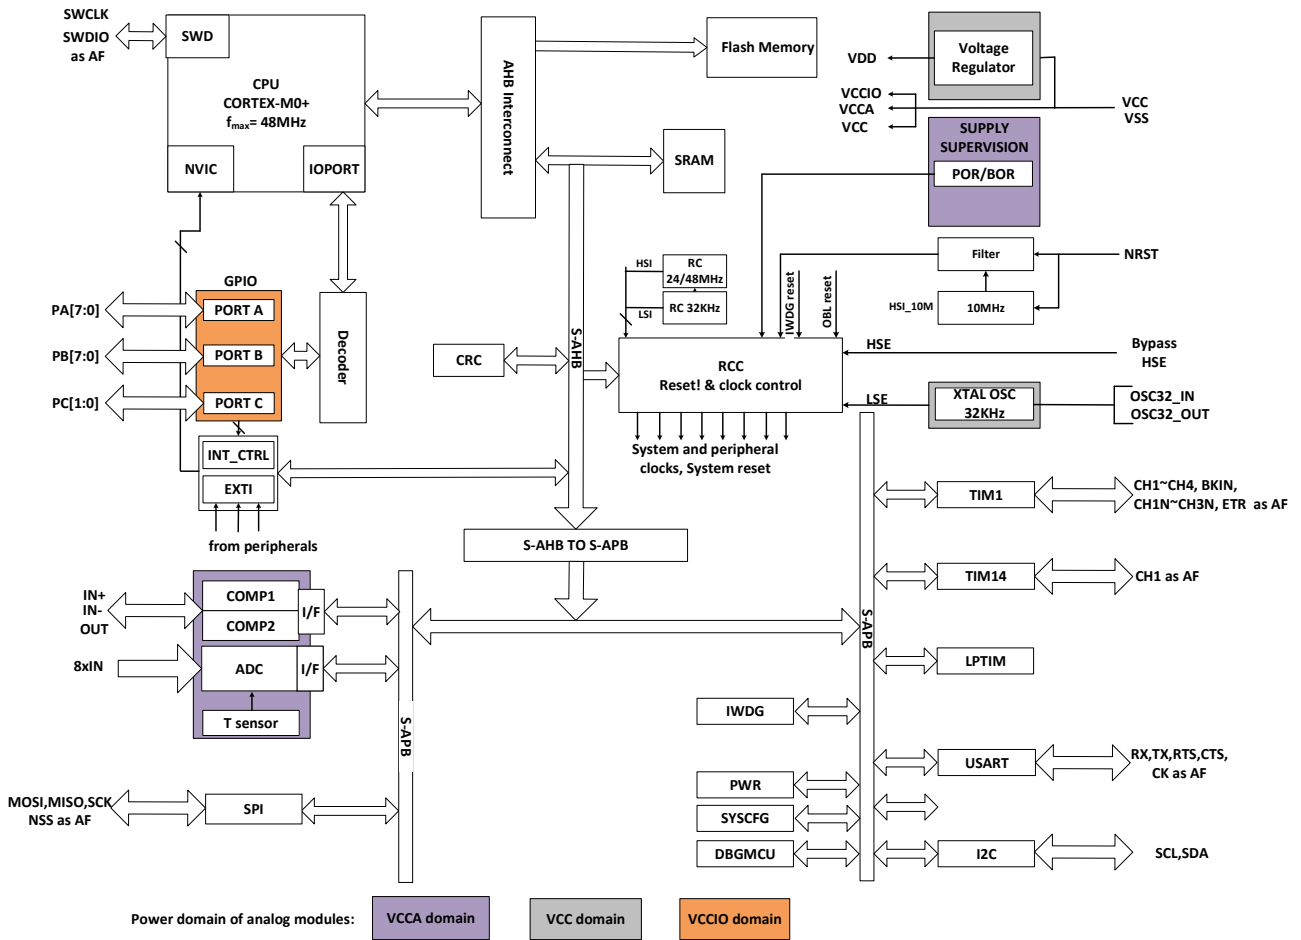 SWCLK
SWDIO
as AF
SWD
CPU
CORTEX-M0+
fmax= 48MHz
NVIC
IOPORT
AHB Interconnect
Flash Memory
SRAM
Voltage
Regulator
VDD
VCCIO
VCCA
VCC
VCC
VSS
SUPPLY
SUPERVISION
POR/BOR
Filter
NRST
HSI_10M
10MHz
HSI
RC
24/48MHz
LSI
RC 32KHz
IWDG reset
OBL reset
GPIO
PA[7:0]
PORT A
PB[7:0]
PORT B
PC[1:0]
PORT C
Decoder
CRC
S-AHB
RCC
Reset! & clock control
HSE
Bypass
HSE
LSE
XTAL OSC
32KHz
OSC32_IN
OSC32_OUT
System and peripheral
clocks, System reset
INT_CTRL
EXTI
from peripherals
S-AHB TO S-APB
IN+
IN-
OUT
COMP1
COMP2
I/F
8xIN
ADC
I/F
T sensor
S-APB
S-APB
TIM1
CH1~CH4, BKIN,
CH1N~CH3N, ETR as AF
TIM14
CH1 as AF
LPTIM
IWDG
USART
RX,TX,RTS,CTS,
CK as AF
PWR
SYSCFG
DBGMCU
I2C
SCL,SDA
MOSI,MISO,SCK
NSS as AF
SPI
Power domain of analog modules:
VCCA domain
VCC domain
VCCIO domain